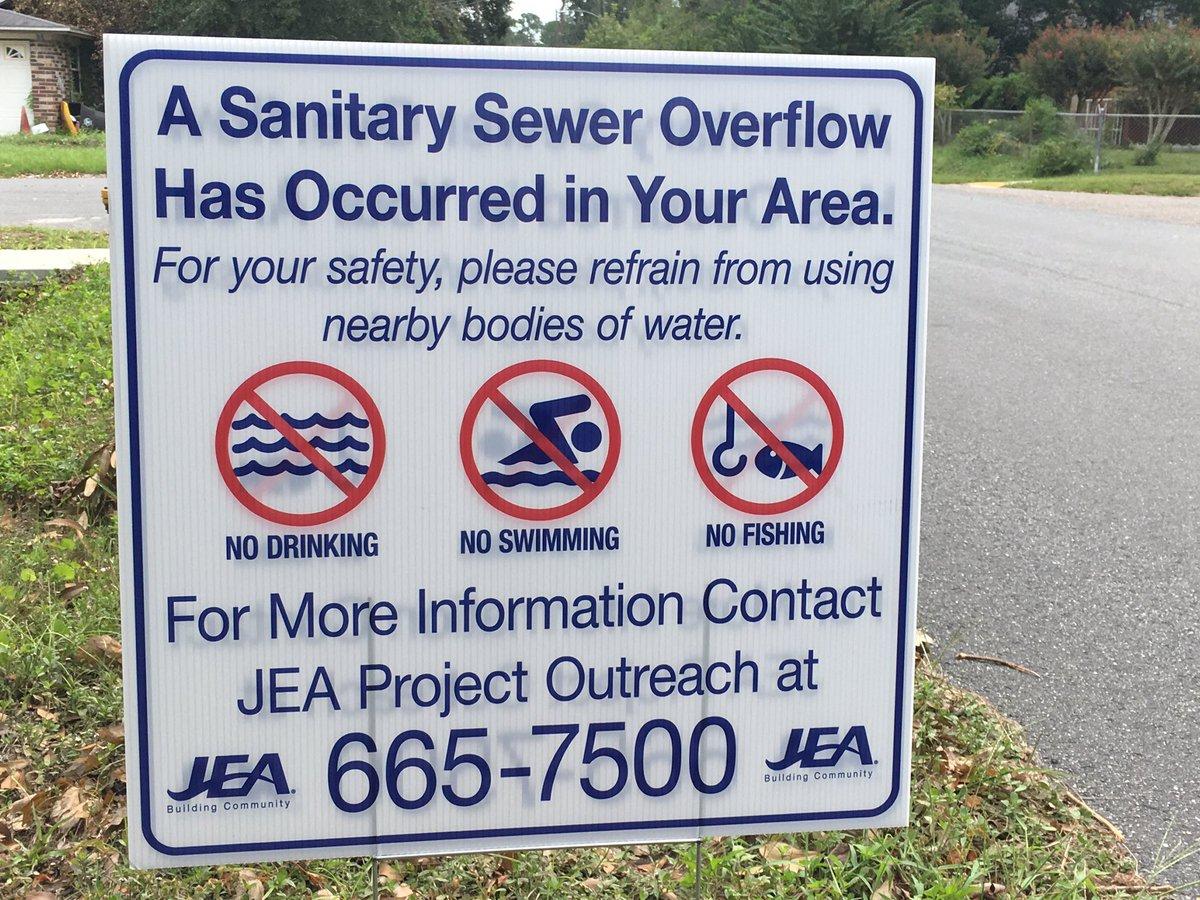 A Sanitary Sewer Overflow
Has Occurred in Your Area.
For your safety, please refrain from using
nearby bodies of water.
NO DRINKING
NO SWIMMING
NO FISHING
For More Information Contact
JEA Project Outreach at
665-7500
JEA
Building Community
JEA
Building Community